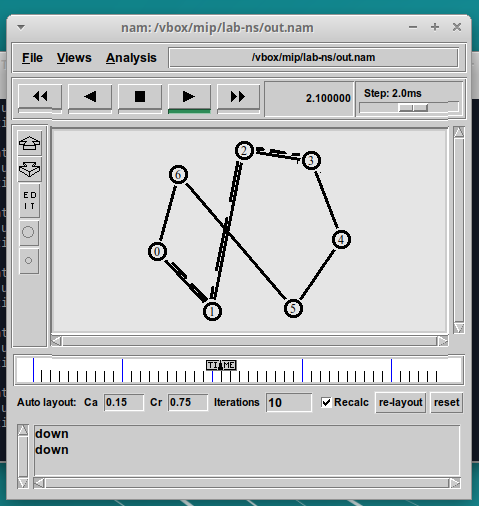 nam: /vbox/mip/lab-ns/out.nam
File Views Analysis /vbox/mip/lab-ns/out.nam
2.100000 Step: 2.0ms
ED
IT
2
3
6
4
0
1
5
TIME
Auto layout: Ca 0.15 Cr 0.75 Iterations 10 Recalc re-layout reset
down
down